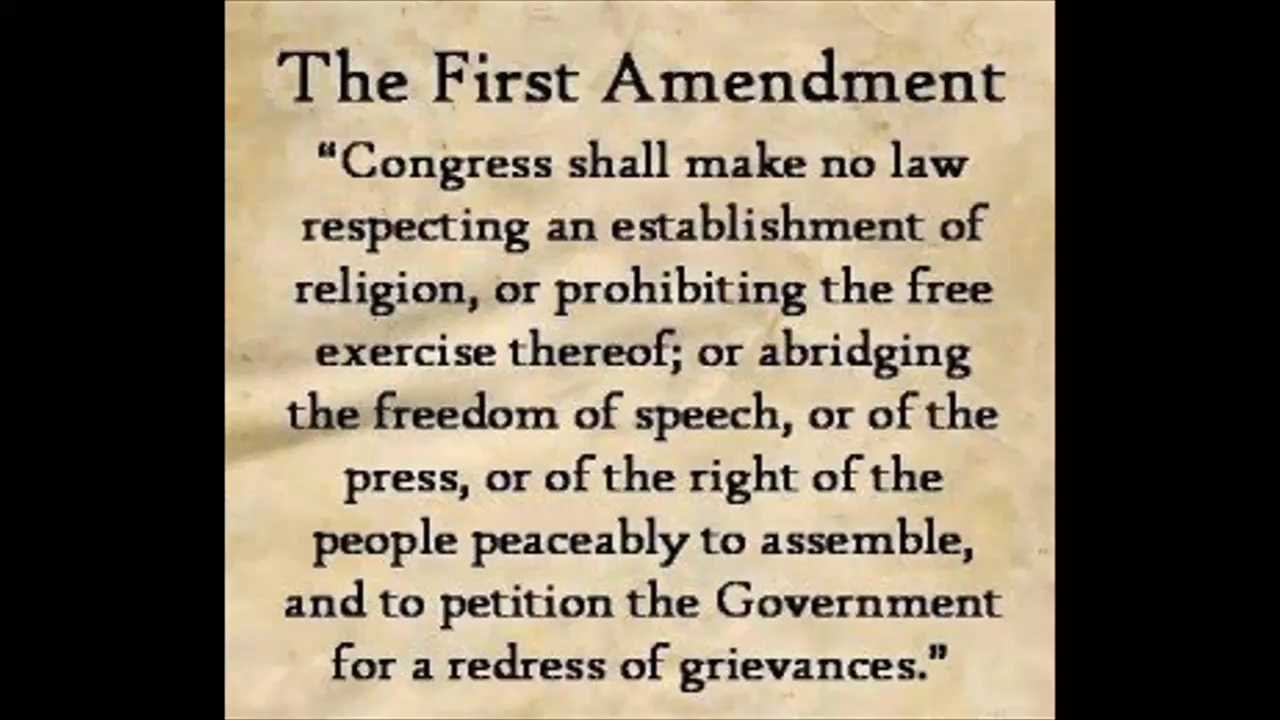 The First Amendment
“Congress shall make no law
respecting an establishment of
religion, or prohibiting the free
exercise thereof; or abridging
the freedom of speech, or of the
press, or of the right of the
people peaceably to assemble,
and to petition the Government
for a redress of grievances.”